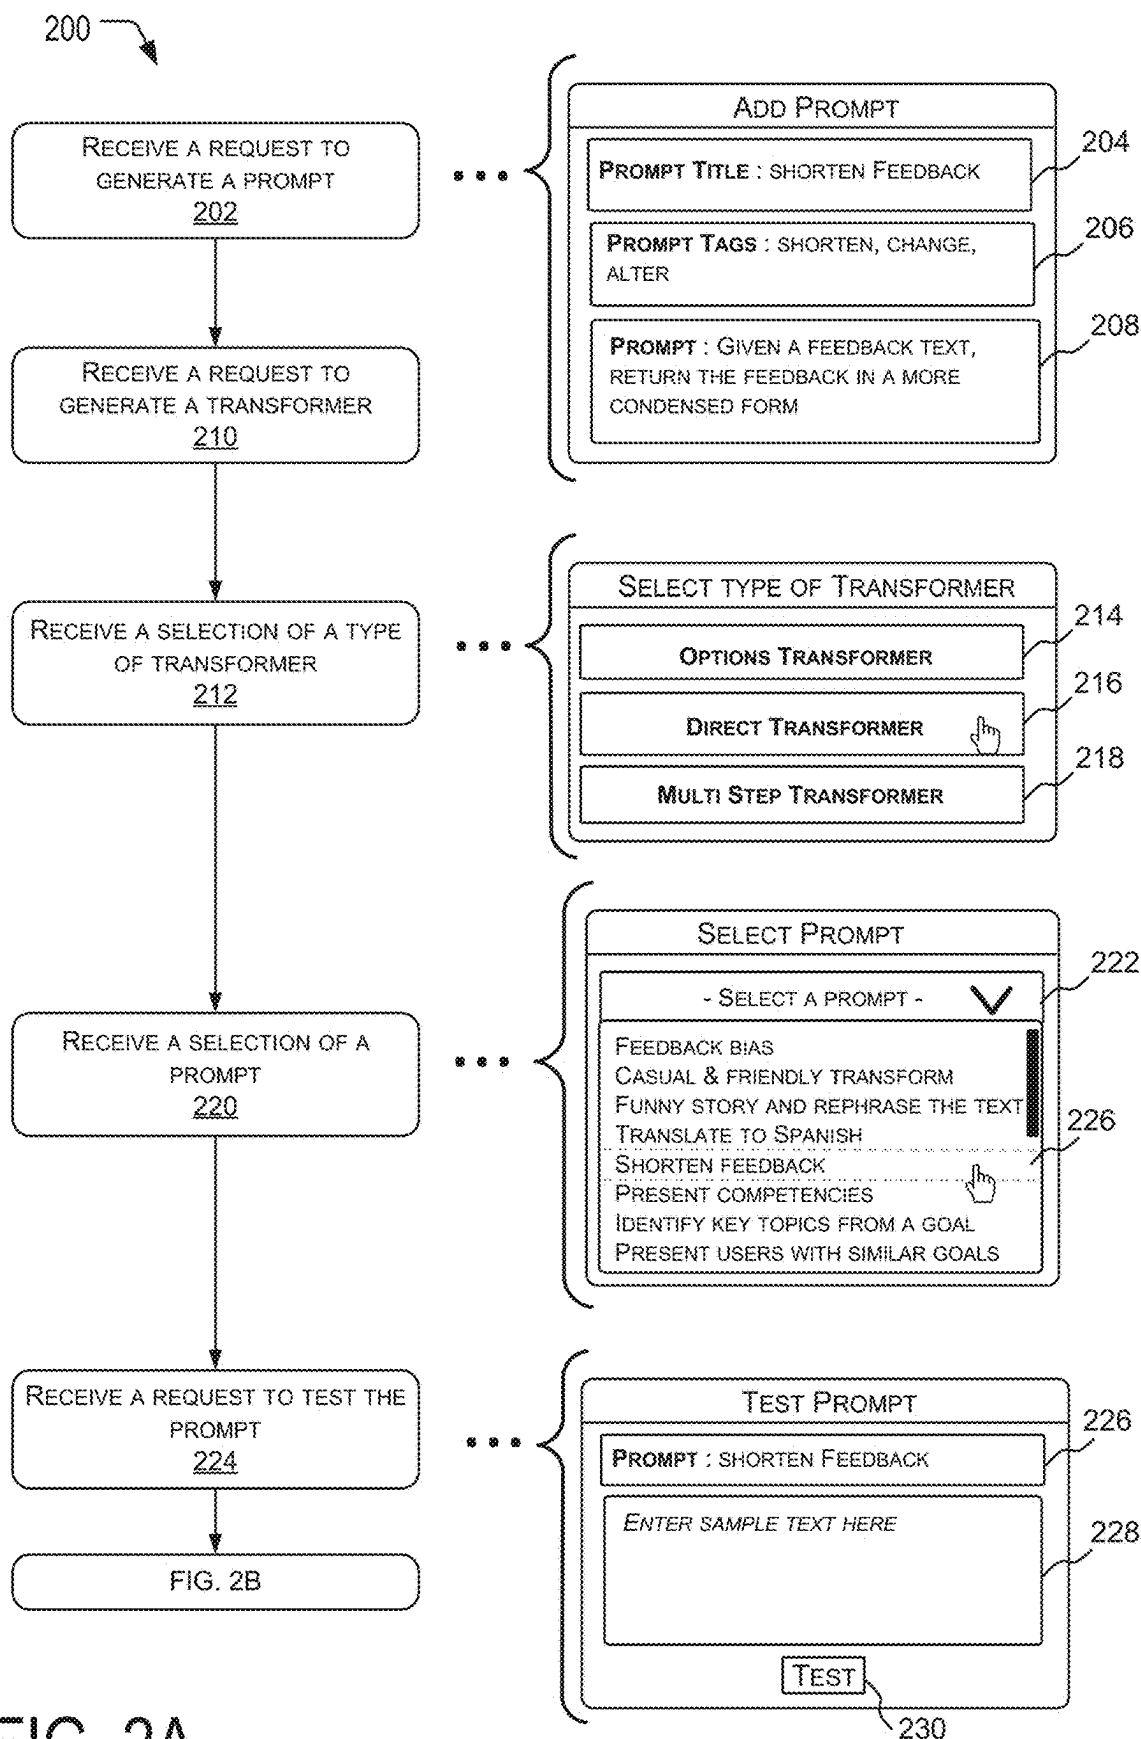 200
RECEIVE A REQUEST TO
GENERATE A PROMPT
202
ADD PROMPT
PROMPT TITLE : SHORTEN FEEDBACK
204
PROMPT TAGS : SHORTEN, CHANGE,
ALTER
206
PROMPT : GIVEN A FEEDBACK TEXT,
RETURN THE FEEDBACK IN A MORE
CONDENSED FORM
208
RECEIVE A REQUEST TO
GENERATE A TRANSFORMER
210
RECEIVE A SELECTION OF A TYPE
OF TRANSFORMER
212
SELECT TYPE OF TRANSFORMER
OPTIONS TRANSFORMER
214
DIRECT TRANSFORMER
216
MULTI STEP TRANSFORMER
218
RECEIVE A SELECTION OF A
PROMPT
220
SELECT PROMPT
- SELECT A PROMPT -
222
FEEDBACK BIAS
CASUAL & FRIENDLY TRANSFORM
FUNNY STORY AND REPHRASE THE TEXT
TRANSLATE TO SPANISH
SHORTEN FEEDBACK
226
PRESENT COMPETENCIES
IDENTIFY KEY TOPICS FROM A GOAL
PRESENT USERS WITH SIMILAR GOALS
RECEIVE A REQUEST TO TEST THE
PROMPT
224
TEST PROMPT
PROMPT : SHORTEN FEEDBACK
226
ENTER SAMPLE TEXT HERE
228
TEST
230
FIG. 2B
FIG. 2A